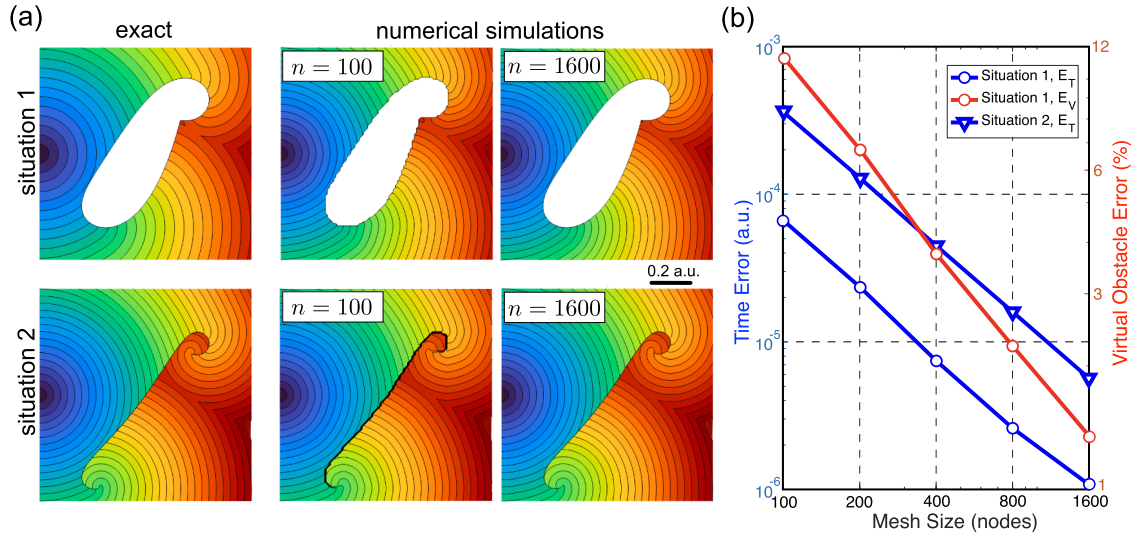 (a)
exact
numerical simulations
situation 1
n = 100
n = 1600
0.2 a.u.
situation 2
n = 100
n = 1600
(b)
10^-3
10^-4
10^-5
10^-6
Time Error (a.u.)
12
6
3
1
Virtual Obstacle Error (%)
Situation 1, E_T
Situation 1, E_V
Situation 2, E_T
100
200
400
800
1600
Mesh Size (nodes)